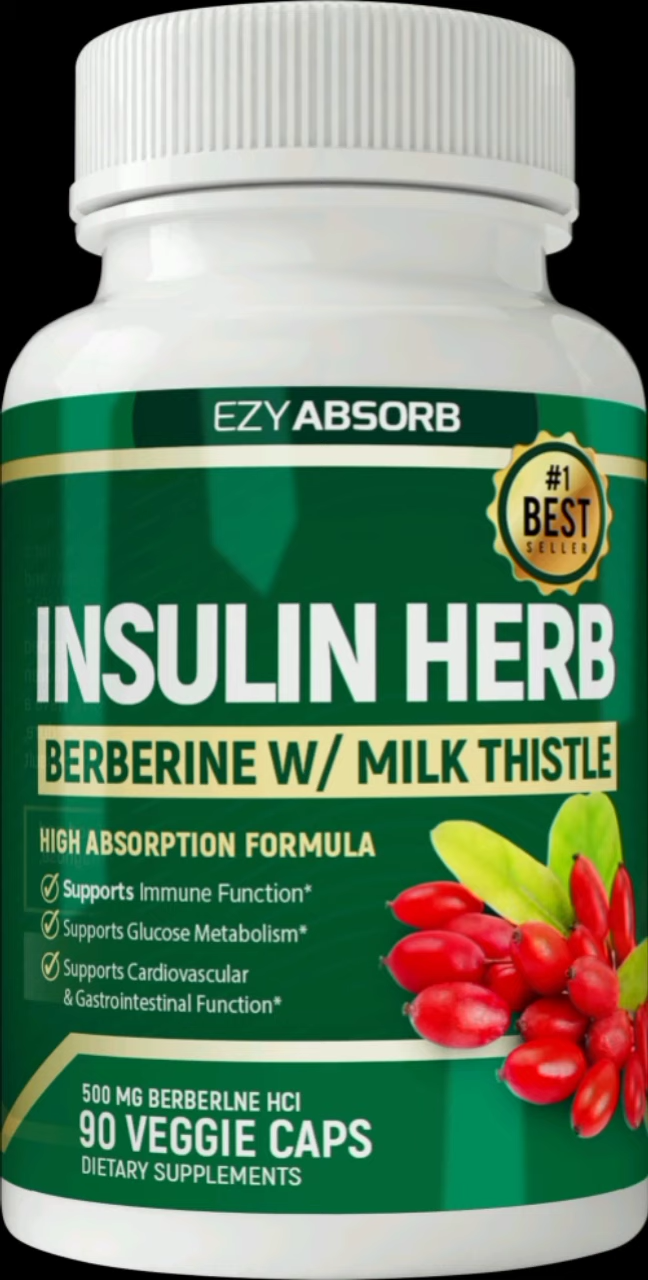 EZYABSORB
#1
BEST
SELLER
INSULIN HERB
BERBERINE W/ MILK THISTLE
HIGH ABSORPTION FORMULA
Supports Immune Function*
Supports Glucose Metabolism*
Supports Cardiovascular
& Gastrointestinal Function*
500 MG BERBERLNE HCI
90 VEGGIE CAPS
DIETARY SUPPLEMENTS